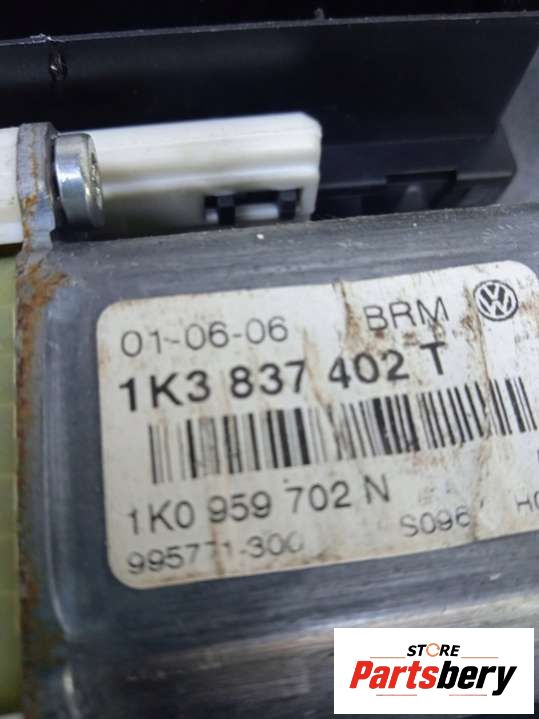 01-06-06 BRM
1K3 837 402 T
1K0 959 702 N
995771-300 S096
STORE
Partsbery